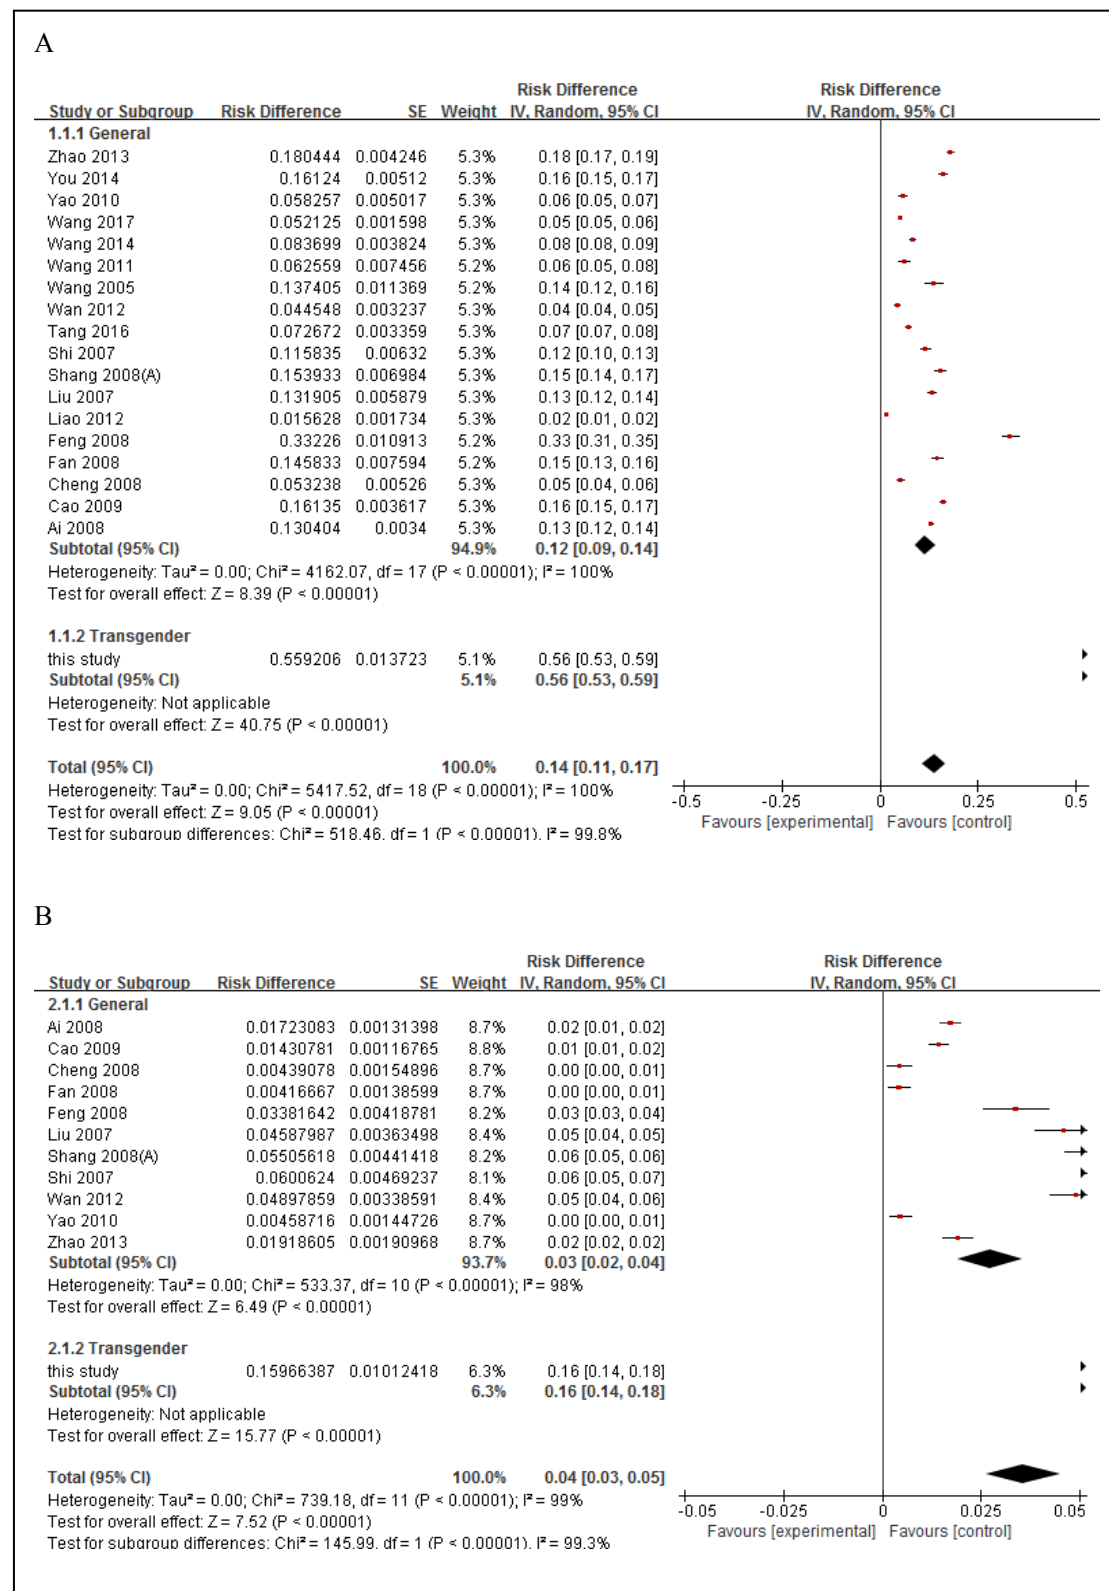 A
Risk Difference Risk Difference
Study or Subgroup Risk Difference SE Weight IV, Random, 95% CI IV, Random, 95% CI
1.1.1 General
Zhao 2013 0.180444 0.004246 5.3% 0.18 [0.17, 0.19]
You 2014 0.16124 0.00512 5.3% 0.16 [0.15, 0.17]
Yao 2010 0.058257 0.005017 5.3% 0.06 [0.05, 0.07]
Wang 2017 0.052125 0.001598 5.3% 0.05 [0.05, 0.06]
Wang 2014 0.083699 0.003824 5.3% 0.08 [0.08, 0.09]
Wang 2011 0.062559 0.007456 5.2% 0.06 [0.05, 0.08]
Wang 2005 0.137405 0.011369 5.2% 0.14 [0.12, 0.16]
Wan 2012 0.044548 0.003237 5.3% 0.04 [0.04, 0.05]
Tang 2016 0.072672 0.003359 5.3% 0.07 [0.07, 0.08]
Shi 2007 0.115835 0.00632 5.3% 0.12 [0.10, 0.13]
Shang 2008(A) 0.153933 0.006984 5.3% 0.15 [0.14, 0.17]
Liu 2007 0.131905 0.005879 5.3% 0.13 [0.12, 0.14]
Liao 2012 0.015628 0.001734 5.3% 0.02 [0.01, 0.02]
Feng 2008 0.33226 0.010913 5.2% 0.33 [0.31, 0.35]
Fan 2008 0.145833 0.007594 5.2% 0.15 [0.13, 0.16]
Cheng 2008 0.053238 0.00526 5.3% 0.05 [0.04, 0.06]
Cao 2009 0.16135 0.003617 5.3% 0.16 [0.15, 0.17]
Ai 2008 0.130404 0.0034 5.3% 0.13 [0.12, 0.14]
Subtotal (95% CI) 94.9% 0.12 [0.09, 0.14]
Heterogeneity: Tau² = 0.00; Chi² = 4162.07, df = 17 (P < 0.00001); I² = 100%
Test for overall effect: Z = 8.39 (P < 0.00001)
1.1.2 Transgender
this study 0.559206 0.013723 5.1% 0.56 [0.53, 0.59]
Subtotal (95% CI) 5.1% 0.56 [0.53, 0.59]
Heterogeneity: Not applicable
Test for overall effect: Z = 40.75 (P < 0.00001)
Total (95% CI) 100.0% 0.14 [0.11, 0.17]
Heterogeneity: Tau² = 0.00; Chi² = 5417.52, df = 18 (P < 0.00001); I² = 100%
Test for overall effect: Z = 9.05 (P < 0.00001)
Test for subgroup differences: Chi² = 518.46, df = 1 (P < 0.00001), I² = 99.8%
-0.5 -0.25 0 0.25 0.5
Favours [experimental] Favours [control]
B
Risk Difference Risk Difference
Study or Subgroup Risk Difference SE Weight IV, Random, 95% CI IV, Random, 95% CI
2.1.1 General
Ai 2008 0.01723083 0.00131398 8.7% 0.02 [0.01, 0.02]
Cao 2009 0.01430781 0.00116765 8.8% 0.01 [0.01, 0.02]
Cheng 2008 0.00439078 0.00154896 8.7% 0.00 [0.00, 0.01]
Fan 2008 0.00416667 0.00138599 8.7% 0.00 [0.00, 0.01]
Feng 2008 0.03381642 0.00418781 8.2% 0.03 [0.03, 0.04]
Liu 2007 0.04587987 0.00363498 8.4% 0.05 [0.04, 0.05]
Shang 2008(A) 0.05505618 0.00441418 8.2% 0.06 [0.05, 0.06]
Shi 2007 0.0600624 0.00469237 8.1% 0.06 [0.05, 0.07]
Wan 2012 0.04897859 0.00338591 8.4% 0.05 [0.04, 0.06]
Yao 2010 0.00458716 0.00144726 8.7% 0.00 [0.00, 0.01]
Zhao 2013 0.01918605 0.00190968 8.7% 0.02 [0.02, 0.02]
Subtotal (95% CI) 93.7% 0.03 [0.02, 0.04]
Heterogeneity: Tau² = 0.00; Chi² = 533.37, df = 10 (P < 0.00001); I² = 98%
Test for overall effect: Z = 6.49 (P < 0.00001)
2.1.2 Transgender
this study 0.15966387 0.01012418 6.3% 0.16 [0.14, 0.18]
Subtotal (95% CI) 6.3% 0.16 [0.14, 0.18]
Heterogeneity: Not applicable
Test for overall effect: Z = 15.77 (P < 0.00001)
Total (95% CI) 100.0% 0.04 [0.03, 0.05]
Heterogeneity: Tau² = 0.00; Chi² = 739.18, df = 11 (P < 0.00001); I² = 99%
Test for overall effect: Z = 7.52 (P < 0.00001)
Test for subgroup differences: Chi² = 145.99, df = 1 (P < 0.00001), I² = 99.3%
-0.05 -0.025 0 0.025 0.05
Favours [experimental] Favours [control]